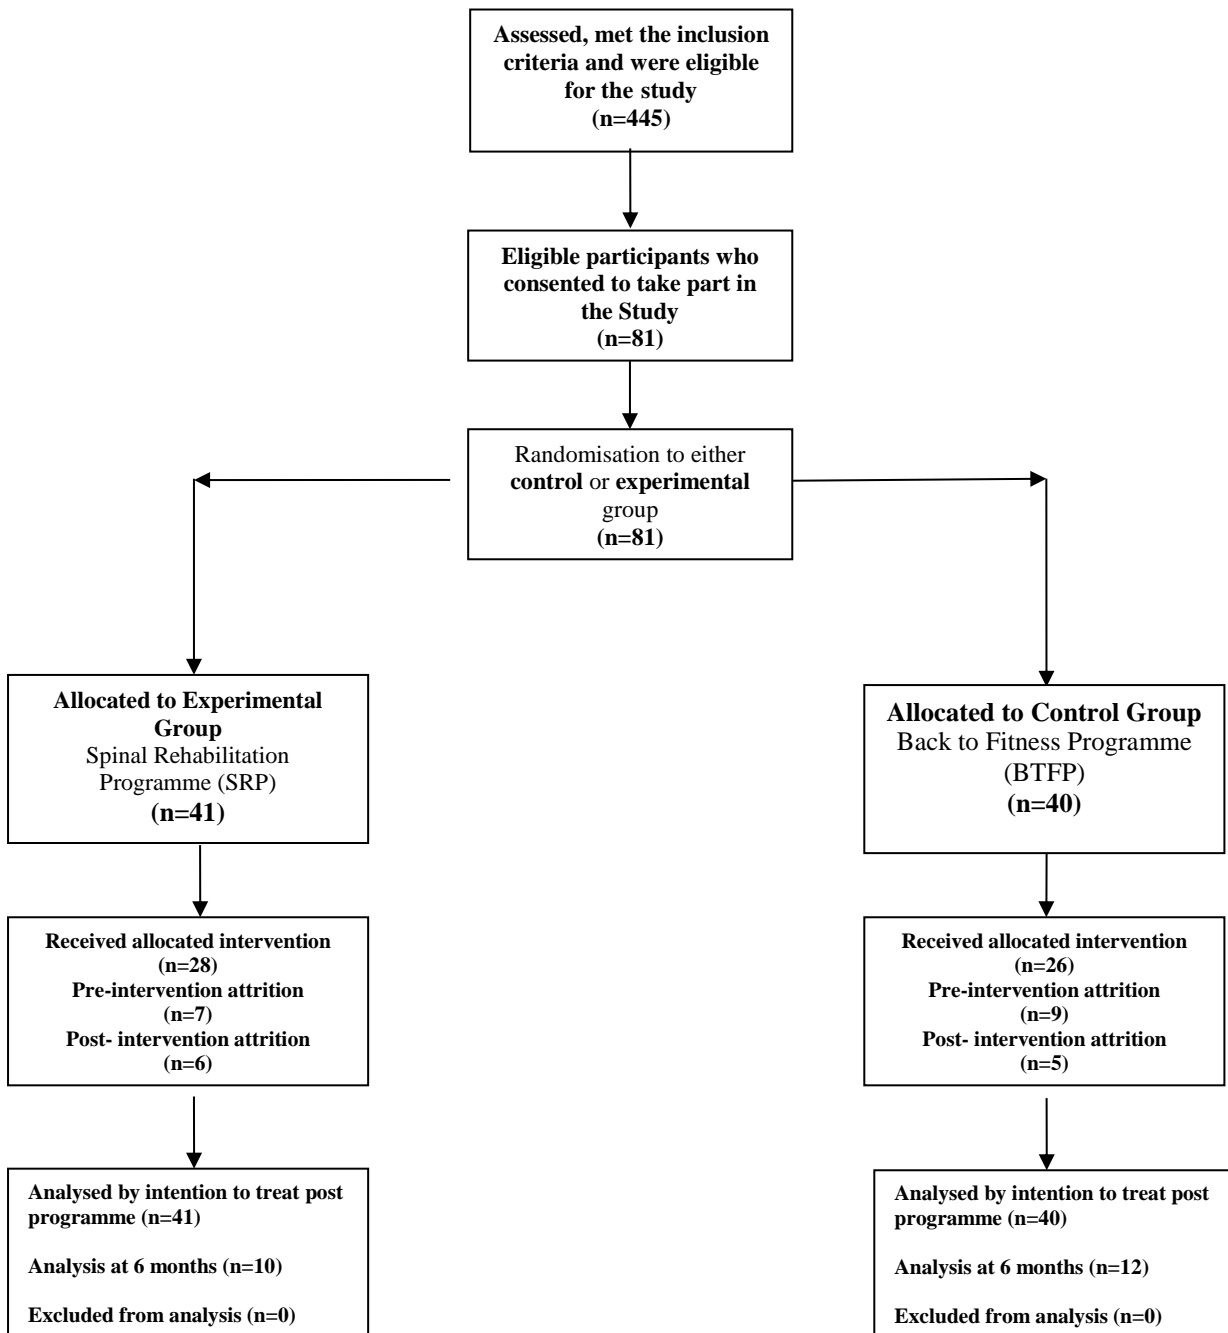 Assessed, met the inclusion
criteria and were eligible
for the study
(n=445)
Eligible participants who
consented to take part in
the Study
(n=81)
Randomisation to either
control or experimental
group
(n=81)
Allocated to Experimental
Group
Spinal Rehabilitation
Programme (SRP)
(n=41)
Allocated to Control Group
Back to Fitness Programme
(BTFP)
(n=40)
Received allocated intervention
(n=28)
Pre-intervention attrition
(n=7)
Post- intervention attrition
(n=6)
Received allocated intervention
(n=26)
Pre-intervention attrition
(n=9)
Post- intervention attrition
(n=5)
Analysed by intention to treat post
programme (n=41)
Analysis at 6 months (n=10)
Excluded from analysis (n=0)
Analysed by intention to treat post
programme (n=40)
Analysis at 6 months (n=12)
Excluded from analysis (n=0)